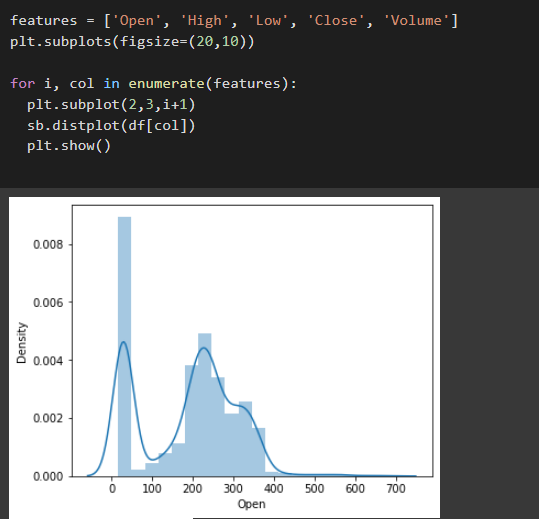 features = ['Open', 'High', 'Low', 'Close', 'Volume']
plt.subplots(figsize=(20,10))
for i, col in enumerate(features):
  plt.subplot(2,3,i+1)
  sb.distplot(df[col])
  plt.show()
0.008
0.006
0.004
0.002
0.000
Density
0 100 200 300 400 500 600 700
Open